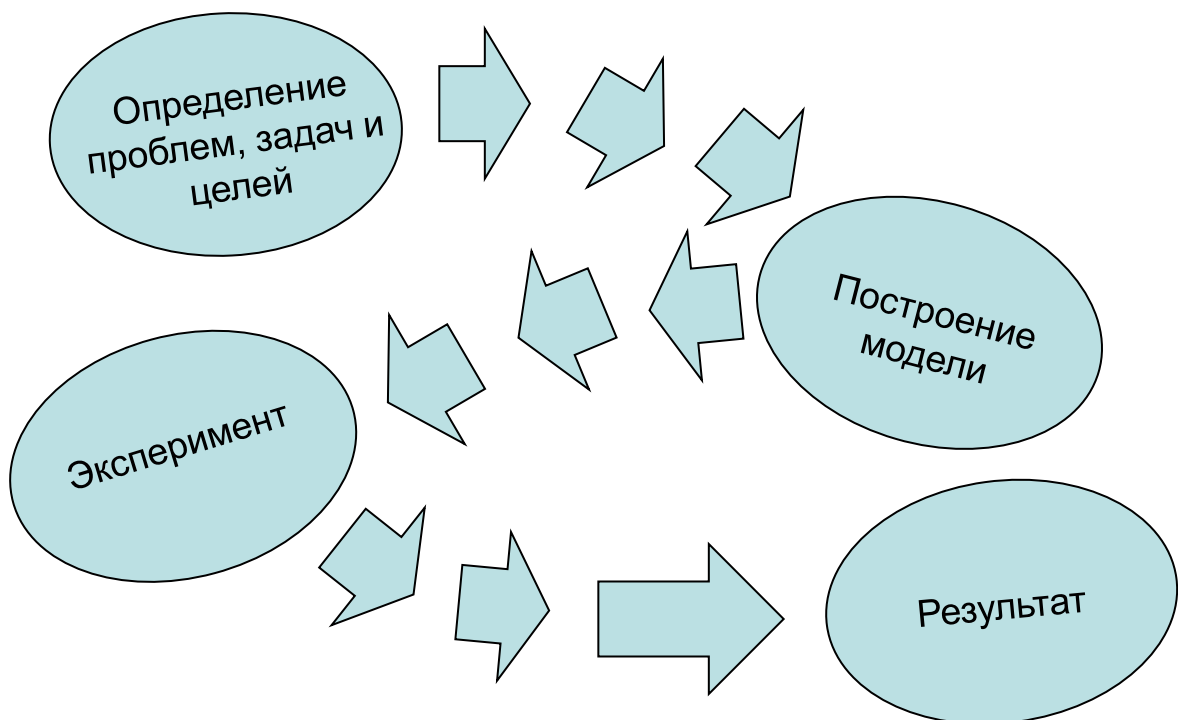 Определение
проблем, задач и
целей
Построение
модели
Эксперимент
Результат